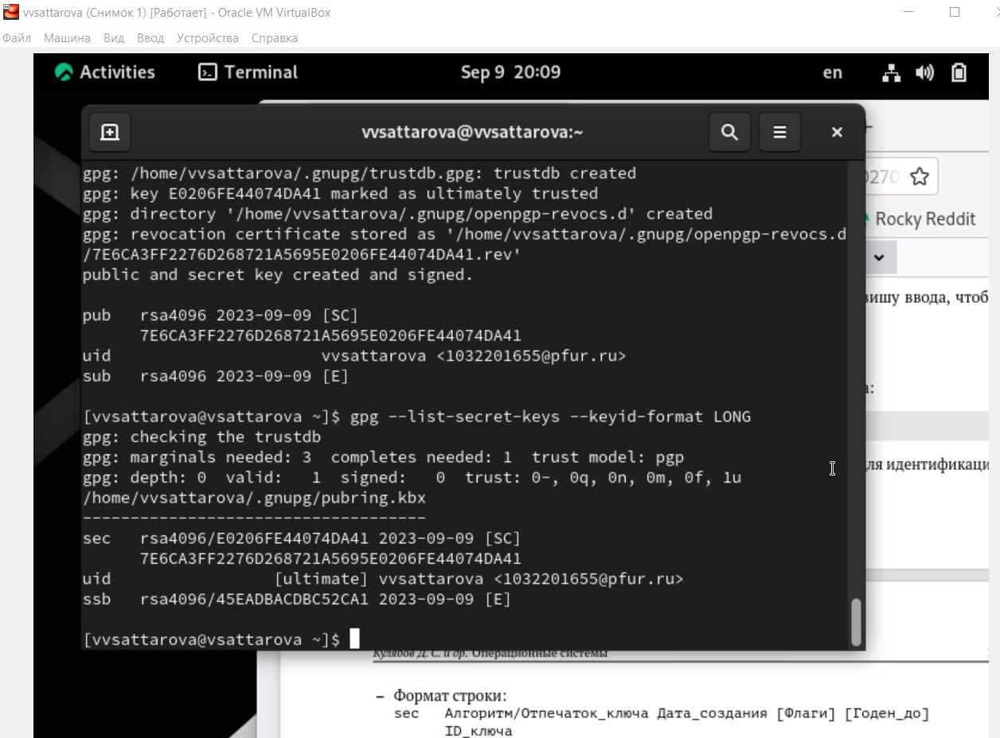 vvsattarova (Снимок 1) [Работает] - Oracle VM VirtualBox
Файл Машина Вид Ввод Устройства Справка
Activities Terminal Sep 9 20:09 en
vvsattarova@vvsattarova:~
gpg: /home/vvsattarova/.gnupg/trustdb.gpg: trustdb created
gpg: key E0206FE44074DA41 marked as ultimately trusted
gpg: directory '/home/vvsattarova/.gnupg/openpgp-revocs.d' created
gpg: revocation certificate stored as '/home/vvsattarova/.gnupg/openpgp-revocs.d
/7E6CA3FF2276D268721A5695E0206FE44074DA41.rev'
public and secret key created and signed.
pub rsa4096 2023-09-09 [SC]
7E6CA3FF2276D268721A5695E0206FE44074DA41
uid vvsattarova <1032201655@pfur.ru>
sub rsa4096 2023-09-09 [E]
[vvsattarova@vsattarova ~]$ gpg --list-secret-keys --keyid-format LONG
gpg: checking the trustdb
gpg: marginals needed: 3 completes needed: 1 trust model: pgp
gpg: depth: 0 valid: 1 signed: 0 trust: 0-, 0q, 0n, 0m, 0f, 1u
/home/vvsattarova/.gnupg/pubring.kbx
------------------------------------
sec rsa4096/E0206FE44074DA41 2023-09-09 [SC]
7E6CA3FF2276D268721A5695E0206FE44074DA41
uid [ultimate] vvsattarova <1032201655@pfur.ru>
ssb rsa4096/45EADBACDBC52CA1 2023-09-09 [E]
[vvsattarova@vsattarova ~]$
0270
Rocky Reddit
ввода, чтоб
идентификаци
Кулябов Д. С. и др. Операционные системы
– Формат строки:
sec Алгоритм/Отпечаток_ключа Дата_создания [Флаги] [Годен_до]
ID_ключа